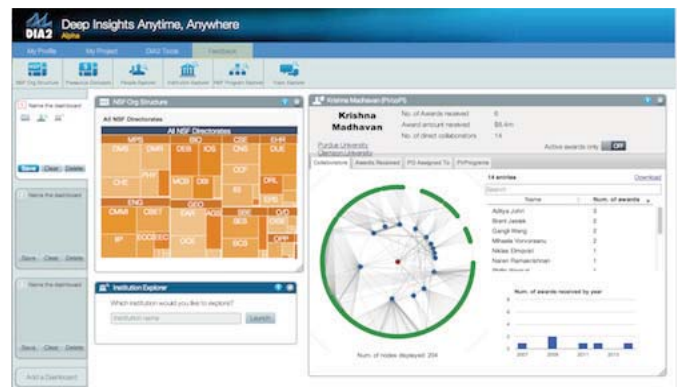 DIA2
Deep Insights Anytime, Anywhere
Alpha
My Profile
My Project
DIA2 Tools
Feedback
NSF Org Structure
People Explorer
Institution Explorer
NSF Program Explorer
Topic Explorer
Name the dashboard
Save Clear Delete
Name the dashboard
Save Clear Delete
Name the dashboard
Save Clear Delete
Add a Dashboard
NSF Org Structure
All NSF Directorates
All NSF Directorates
MPS
BIO
CSE
EHR
DMS
DMR
DEB
IOS
CNS
DUE
CHE
PHY
MCB
DBI
CCF
IIS
DRL
ENG
GEO
SBE
O/D
CMMI
CBET
EAR
AGS
BES
IIP
ECCS
EEC
OCE
BCS
OPP
Institution Explorer
Which institution would you like to explore?
Institution name
Launch
Krishna Madhavan (PI/coPI)
Krishna
Madhavan
Purdue University
Clemson University
No. of Awards received 6
Award amount received $8.4m
No. of direct collaborators 14
Active awards only OFF
Collaborators
Awards Received
PO Assigned To
PI/Programs
14 entries
Download
Search
Name
Num. of awards
Aditya Johri 3
Brent Jesiek 2
Gangli Wang 2
Mihaela Vorvoreanu 2
Niklas Elmqvist 1
Naren Ramakrishnan 1
Num. of nodes displayed: 204
Num. of awards received by year
2007
2009
2011
2013